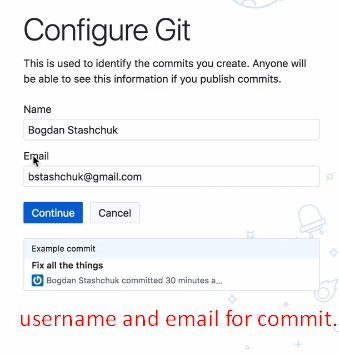 Configure Git
This is used to identify the commits you create. Anyone will
be able to see this information if you publish commits.
Name
Bogdan Stashchuk
Email
bstashchuk@gmail.com
Continue Cancel
Example commit
Fix all the things
Bogdan Stashchuk committed 30 minutes a...
username and email for commit.